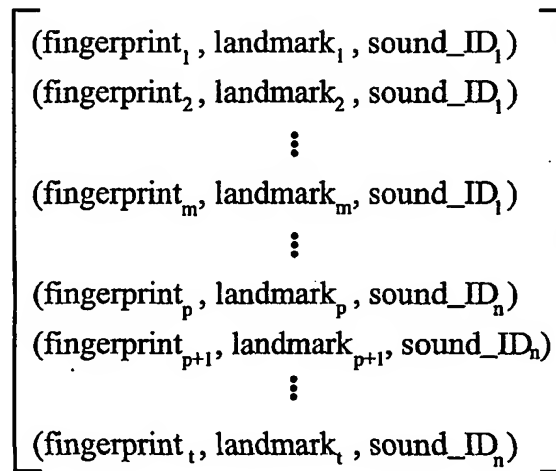 (fingerprint₁, landmark₁, sound_ID₁)
(fingerprint₂, landmark₂, sound_ID₁)
⋮
(fingerprintₘ, landmarkₘ, sound_ID₁)
⋮
(fingerprintₚ, landmarkₚ, sound_IDₙ)
(fingerprintₚ₊₁, landmarkₚ₊₁, sound_IDₙ)
⋮
(fingerprintₜ, landmarkₜ, sound_IDₙ)